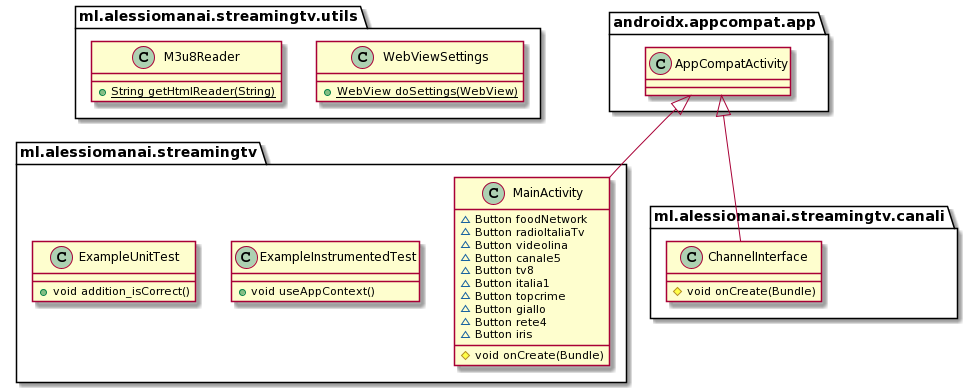 ml.alessiomanai.streamingtv.utils
C M3u8Reader
String getHtmlReader(String)
C WebViewSettings
WebView doSettings(WebView)
androidx.appcompat.app
C AppCompatActivity
ml.alessiomanai.streamingtv
C ExampleUnitTest
void addition_isCorrect()
C ExampleInstrumentedTest
void useAppContext()
C MainActivity
Button foodNetwork
Button radioItaliaTv
Button videolina
Button canale5
Button tv8
Button italia1
Button topcrime
Button giallo
Button rete4
Button iris
void onCreate(Bundle)
ml.alessiomanai.streamingtv.canali
C ChannelInterface
void onCreate(Bundle)